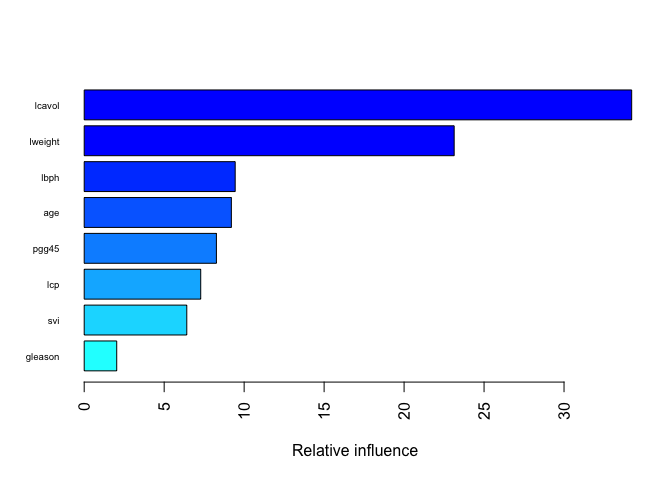 lcavol
lweight
lbph
age
pgg45
lcp
svi
gleason
0 5 10 15 20 25 30
Relative influence